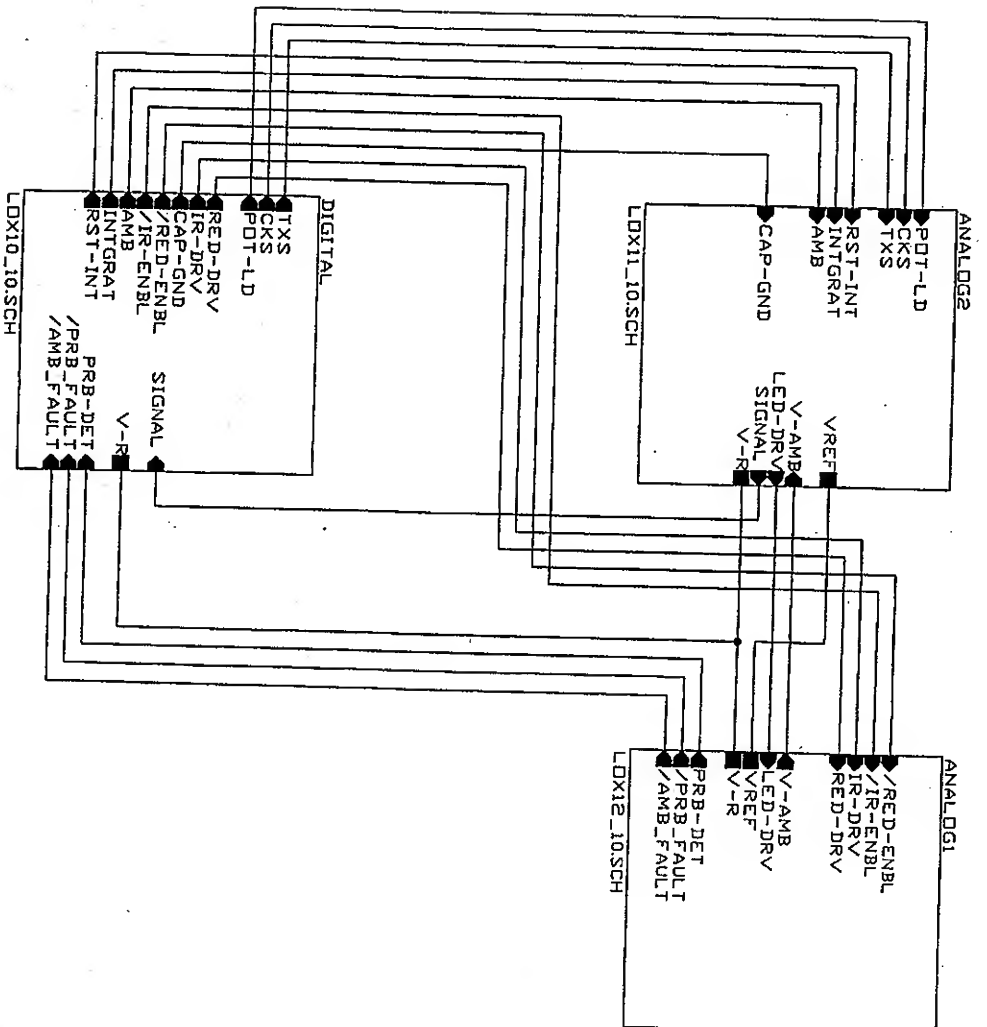 DIGITAL
TXS
CKS
POT-LD
RED-DRV
IR-DRV
CAP-GND
/RED-ENBL
/IR-ENBL
AMB
INTGRAT
RST-INT
SIGNAL
V-R
PRB-DET
/PRB_FAULT
/AMB_FAULT
LOX10_10.SCH
ANALOG2
POT-LD
CKS
TXS
RST-INT
INTGRAT
AMB
CAP-GND
VREF
V-AMB
LED-DRV
SIGNAL
V-R
LOX11_10.SCH
ANALOG1
/RED-ENBL
/IR-ENBL
IR-DRV
RED-DRV
V-AMB
LED-DRV
VREF
V-R
PRB-DET
/PRB_FAULT
/AMB_FAULT
LOX12_10.SCH